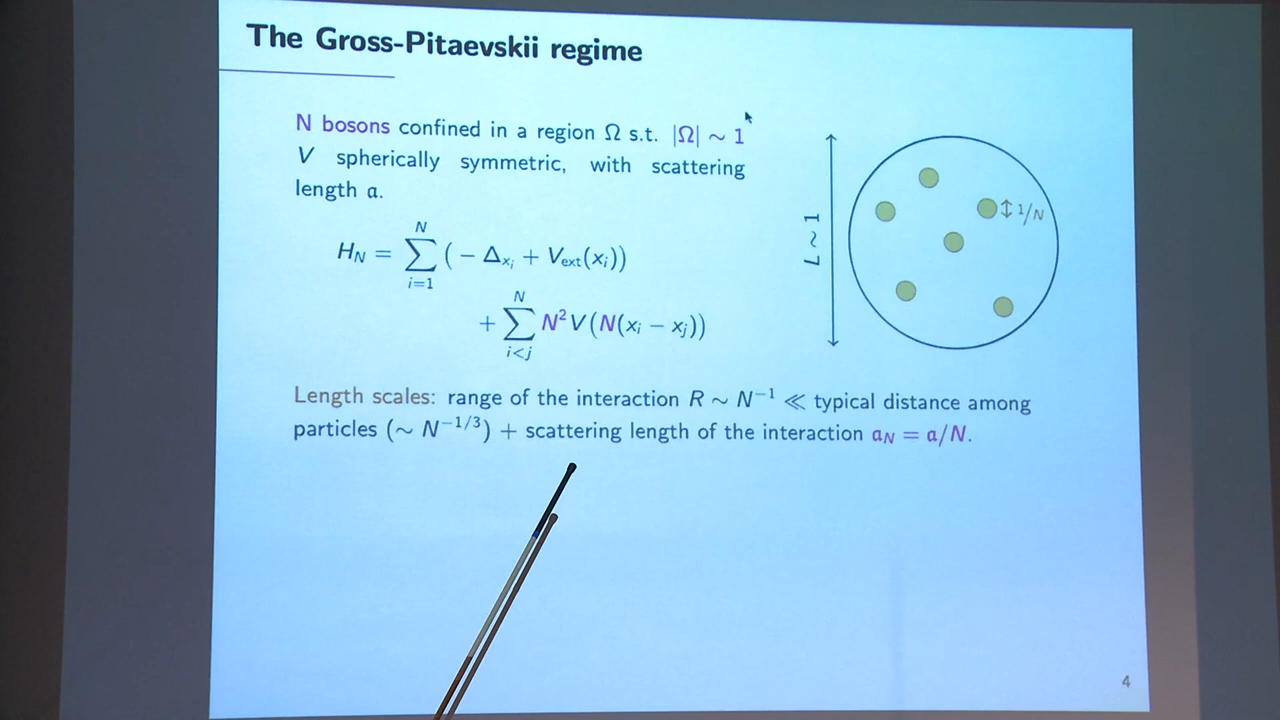 The Gross-Pitaevskii regime
N bosons confined in a region Ω s.t. |Ω| ∼ 1
V spherically symmetric, with scattering
length 𝔞.
H_N = ∑_{i=1}^{N} ( − Δ_{x_i} + V_ext(x_i))
+ ∑_{i<j}^{N} N²V(N(x_i − x_j))
L ∼ 1
1/N
Length scales: range of the interaction R ∼ N⁻¹ ≪ typical distance among
particles (∼ N^{−1/3}) + scattering length of the interaction 𝔞_N = 𝔞/N.
4